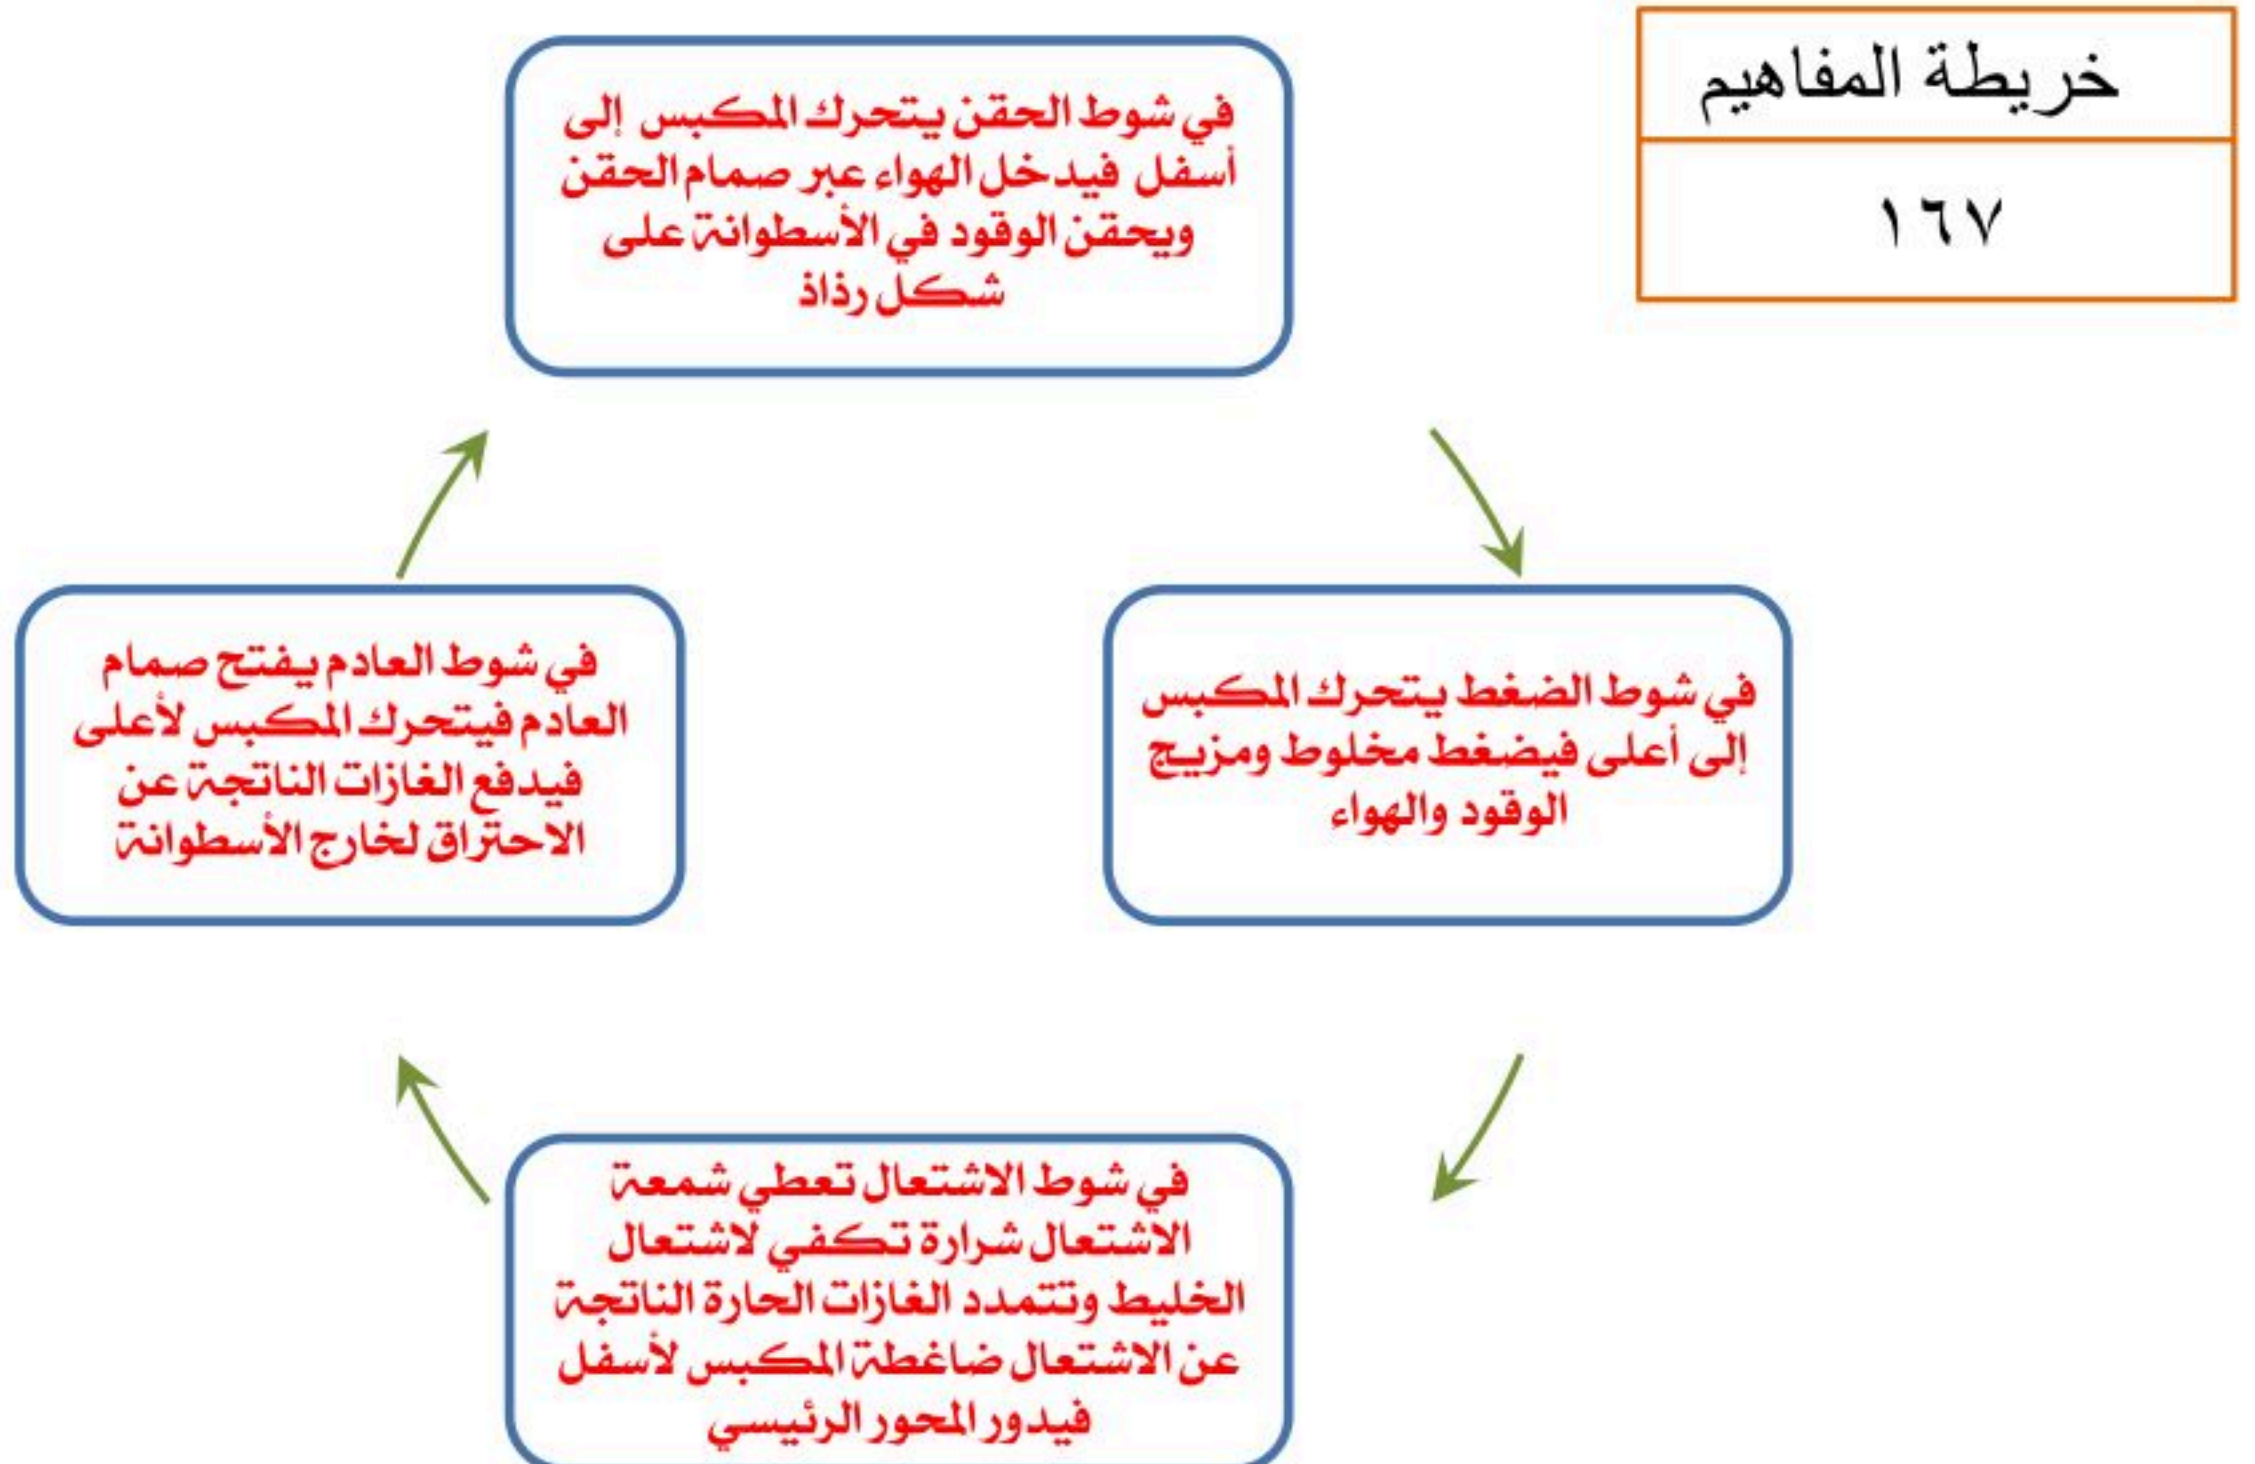 خريطة المفاهيم
١٦٧
في شوط الحقن يتحرك المكبس إلى
أسفل فيدخل الهواء عبر صمام الحقن
ويحقن الوقود في الأسطوانة على
شكل رذاذ
في شوط الضغط يتحرك المكبس
إلى أعلى فيضغط مخلوط ومزيج
الوقود والهواء
في شوط الاشتعال تعطي شمعة
الاشتعال شرارة تكفي لاشتعال
الخليط وتتمدد الغازات الحارة الناتجة
عن الاشتعال ضاغطة المكبس لأسفل
فيدور المحور الرئيسي
في شوط العادم يفتح صمام
العادم فيتحرك المكبس لأعلى
فيدفع الغازات الناتجة عن
الاحتراق لخارج الأسطوانة